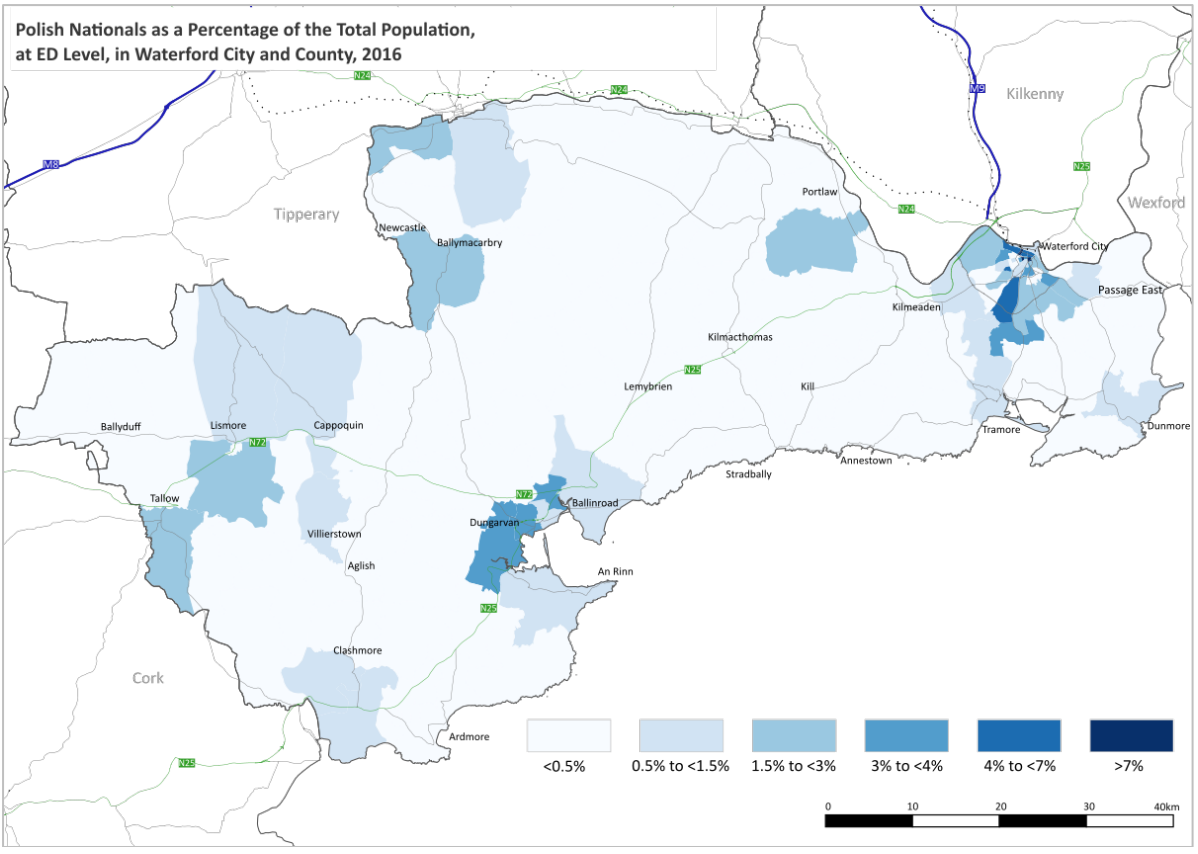 Polish Nationals as a Percentage of the Total Population,
at ED Level, in Waterford City and County, 2016
N24
N24
M9
Kilkenny
M8
N25
Portlaw
Tipperary
N24
Wexford
Newcastle
Ballymacarbry
Waterford City
Passage East
Kilmeaden
Kilmacthomas
N25
Lemybrien
Kill
Ballyduff
Lismore
Cappoquin
N72
Tramore
Dunmore
Annestown
Stradbally
Tallow
N72
Ballinroad
Dungarvan
Villierstown
Aglish
An Rinn
N25
Clashmore
Cork
Ardmore
N25
<0.5%
0.5% to <1.5%
1.5% to <3%
3% to <4%
4% to <7%
>7%
0 10 20 30 40km